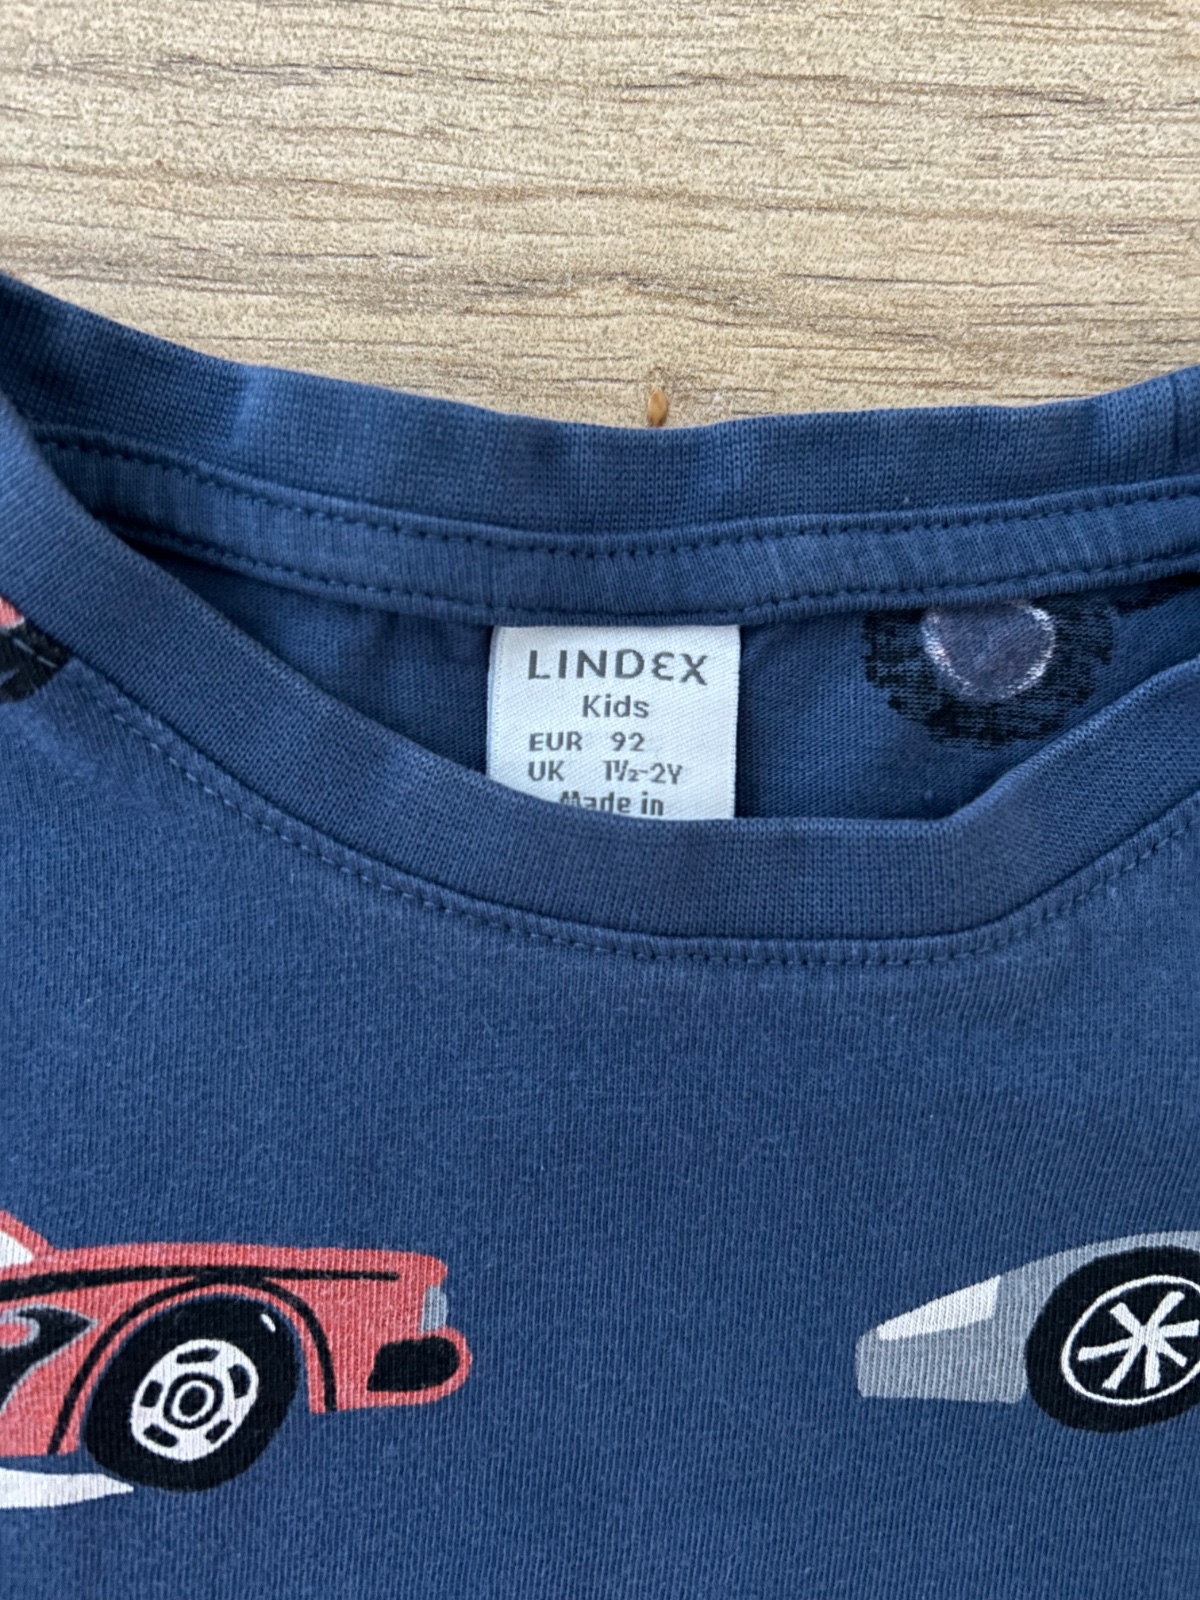 LINDEX
Kids
EUR 92
UK 1½-2Y
Made in